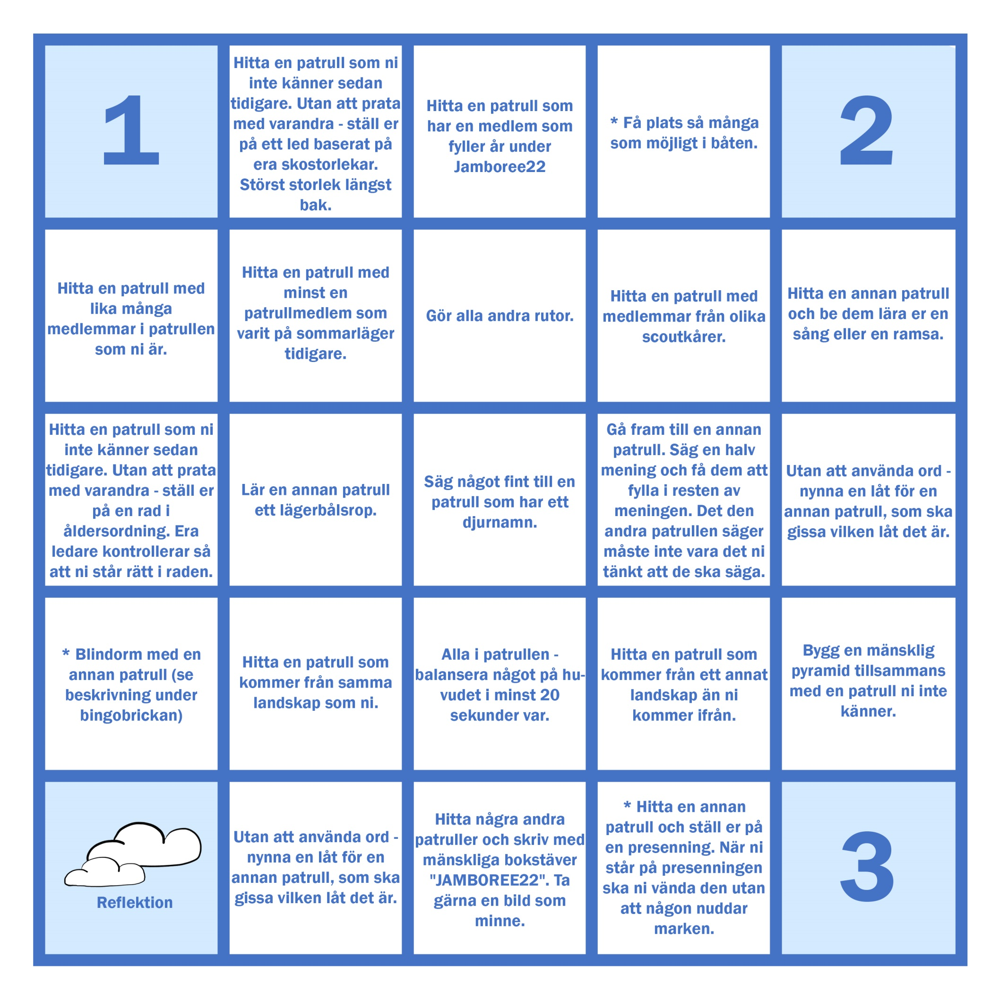 1
Hitta en patrull som ni
inte känner sedan
tidigare. Utan att prata
med varandra - ställ er
på ett led baserat på
era skostorlekar.
Störst storlek längst
bak.
Hitta en patrull som
har en medlem som
fyller år under
Jamboree22
* Få plats så många
som möjligt i båten.
2
Hitta en patrull med
lika många
medlemmar i patrullen
som ni är.
Hitta en patrull med
minst en
patrullmedlem som
varit på sommarläger
tidigare.
Gör alla andra rutor.
Hitta en patrull med
medlemmar från olika
scoutkårer.
Hitta en annan patrull
och be dem lära er en
sång eller en ramsa.
Hitta en patrull som ni
inte känner sedan
tidigare. Utan att prata
med varandra - ställ er
på en rad i
åldersordning. Era
ledare kontrollerar så
att ni står rätt i raden.
Lär en annan patrull
ett lägerbålsrop.
Säg något fint till en
patrull som har ett
djurnamn.
Gå fram till en annan
patrull. Säg en halv
mening och få dem att
fylla i resten av
meningen. Det den
andra patrullen säger
måste inte vara det ni
tänkt att de ska säga.
Utan att använda ord -
nynna en låt för en
annan patrull, som ska
gissa vilken låt det är.
* Blindorm med en
annan patrull (se
beskrivning under
bingobrickan)
Hitta en patrull som
kommer från samma
landskap som ni.
Alla i patrullen -
balansera något på hu-
vudet i minst 20
sekunder var.
Hitta en patrull som
kommer från ett annat
landskap än ni
kommer ifrån.
Bygg en mänsklig
pyramid tillsammans
med en patrull ni inte
känner.
Reflektion
Utan att använda ord -
nynna en låt för en
annan patrull, som ska
gissa vilken låt det är.
Hitta några andra
patruller och skriv med
mänskliga bokstäver
"JAMBOREE22". Ta
gärna en bild som
minne.
* Hitta en annan
patrull och ställ er på
en presenning. När ni
står på presenningen
ska ni vända den utan
att någon nuddar
marken.
3